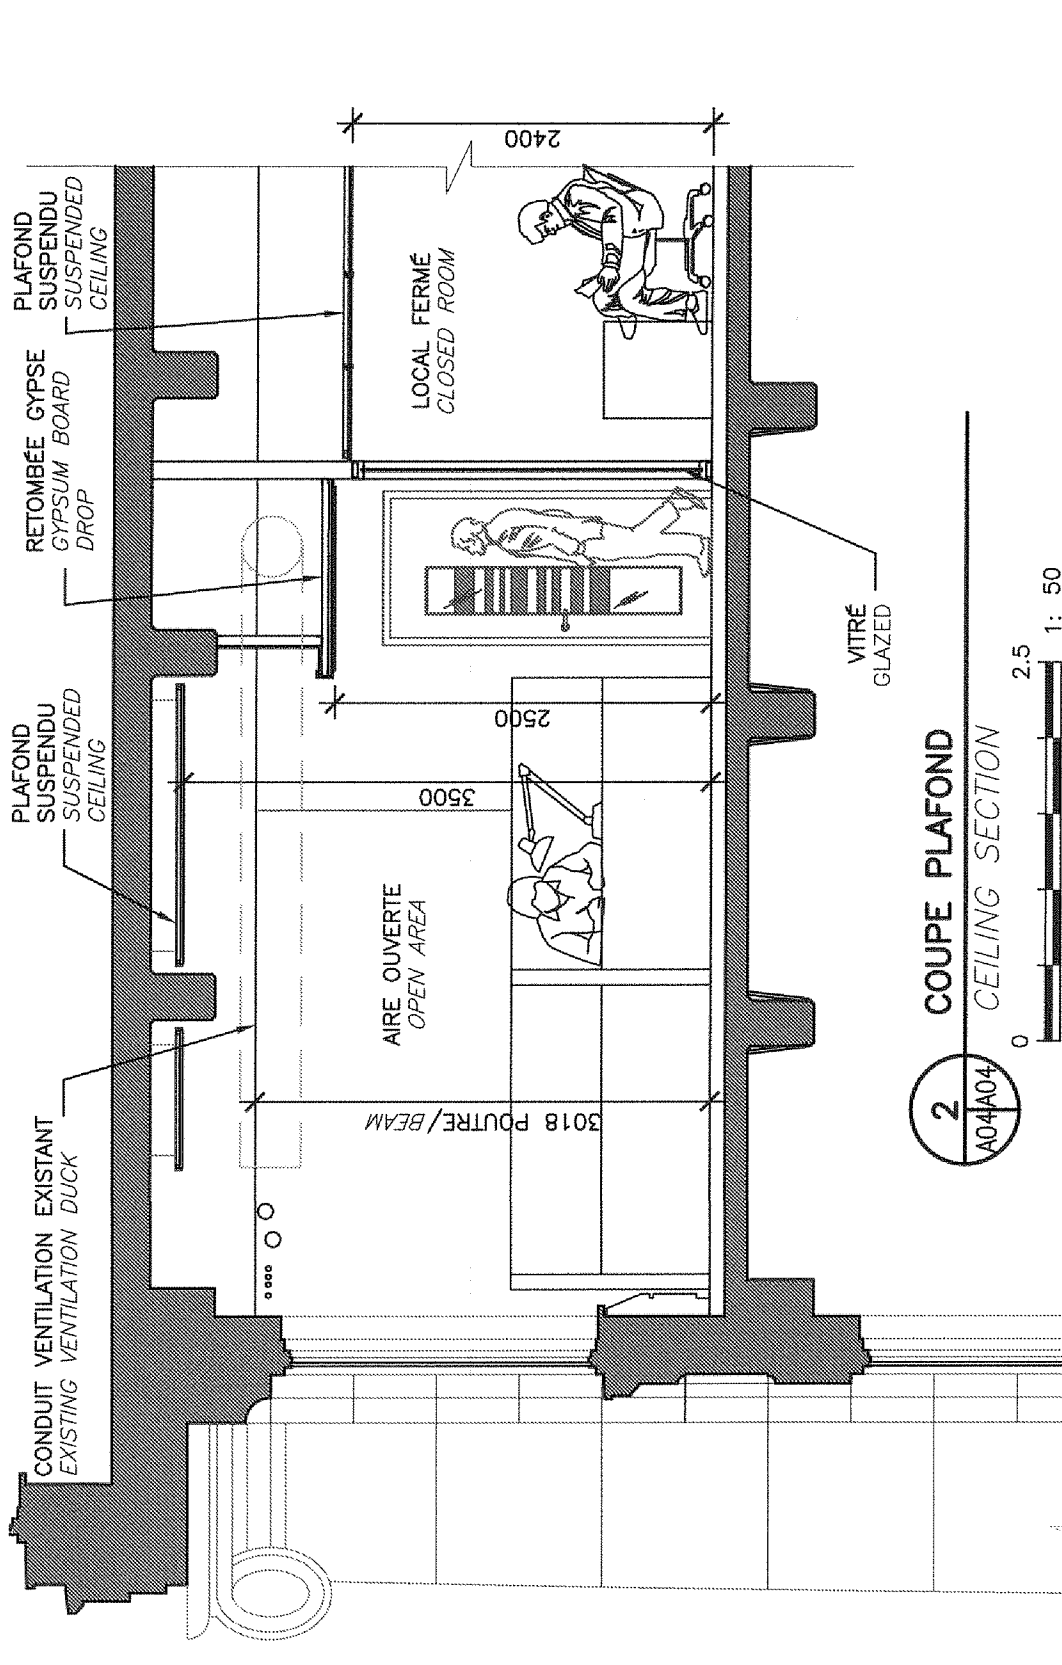 CONDUIT VENTILATION EXISTANT
EXISTING VENTILATION DUCK
PLAFOND
SUSPENDU
SUSPENDED
CEILING
RETOMBÉE GYPSE
GYPSUM BOARD
DROP
PLAFOND
SUSPENDU
SUSPENDED
CEILING
3018 POUTRE/BEAM
AIRE OUVERTE
OPEN AREA
3500
2500
LOCAL FERMÉ
CLOSED ROOM
2400
VITRÉ
GLAZED
2
A04 A04
COUPE PLAFOND
CEILING SECTION
0
2.5
1: 50